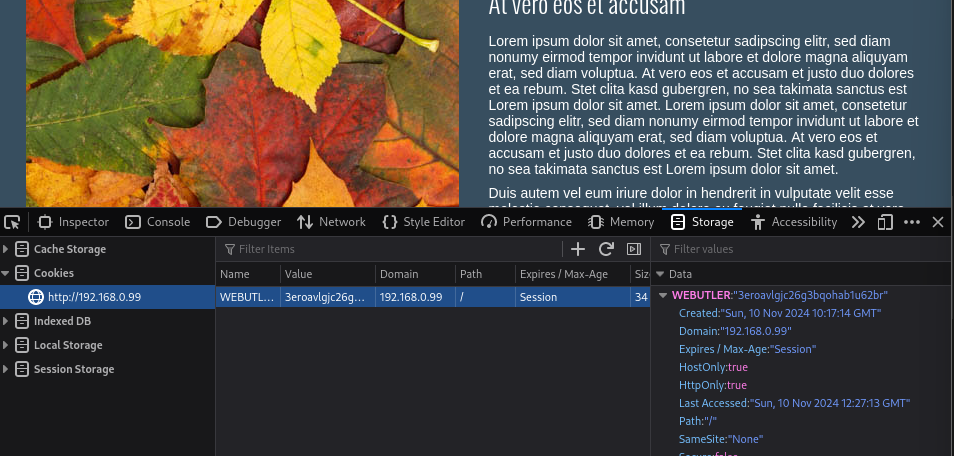 At vero eos et accusam
Lorem ipsum dolor sit amet, consetetur sadipscing elitr, sed diam
nonumy eirmod tempor invidunt ut labore et dolore magna aliquyam
erat, sed diam voluptua. At vero eos et accusam et justo duo dolores
et ea rebum. Stet clita kasd gubergren, no sea takimata sanctus est
Lorem ipsum dolor sit amet. Lorem ipsum dolor sit amet, consetetur
sadipscing elitr, sed diam nonumy eirmod tempor invidunt ut labore et
dolore magna aliquyam erat, sed diam voluptua. At vero eos et
accusam et justo duo dolores et ea rebum. Stet clita kasd gubergren,
no sea takimata sanctus est Lorem ipsum dolor sit amet.
Duis autem vel eum iriure dolor in hendrerit in vulputate velit esse
Inspector Console Debugger Network Style Editor Performance Memory Storage Accessibility
Cache Storage
Cookies
http://192.168.0.99
Indexed DB
Local Storage
Session Storage
Filter Items
Name Value Domain Path Expires / Max-Age Siz
WEBUTL... 3eroavlgjc26g... 192.168.0.99 / Session 34
Filter values
Data
WEBUTLER:"3eroavlgjc26g3bqohab1u62br"
Created:"Sun, 10 Nov 2024 10:17:14 GMT"
Domain:"192.168.0.99"
Expires / Max-Age:"Session"
HostOnly:true
HttpOnly:true
Last Accessed:"Sun, 10 Nov 2024 12:27:13 GMT"
Path:"/"
SameSite:"None"